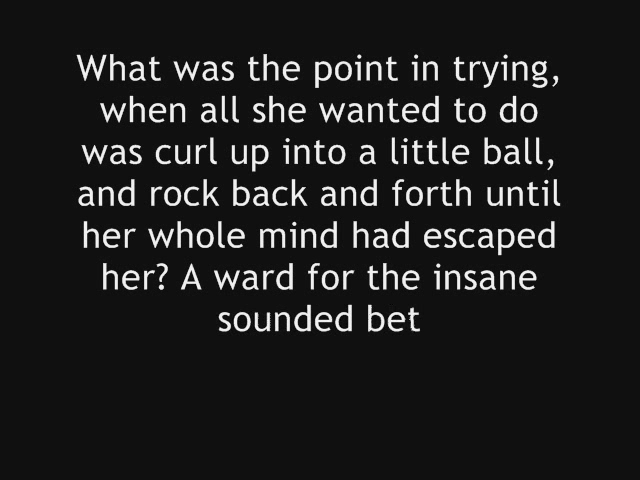 What was the point in trying,
when all she wanted to do
was curl up into a little ball,
and rock back and forth until
her whole mind had escaped
her? A ward for the insane
sounded bet